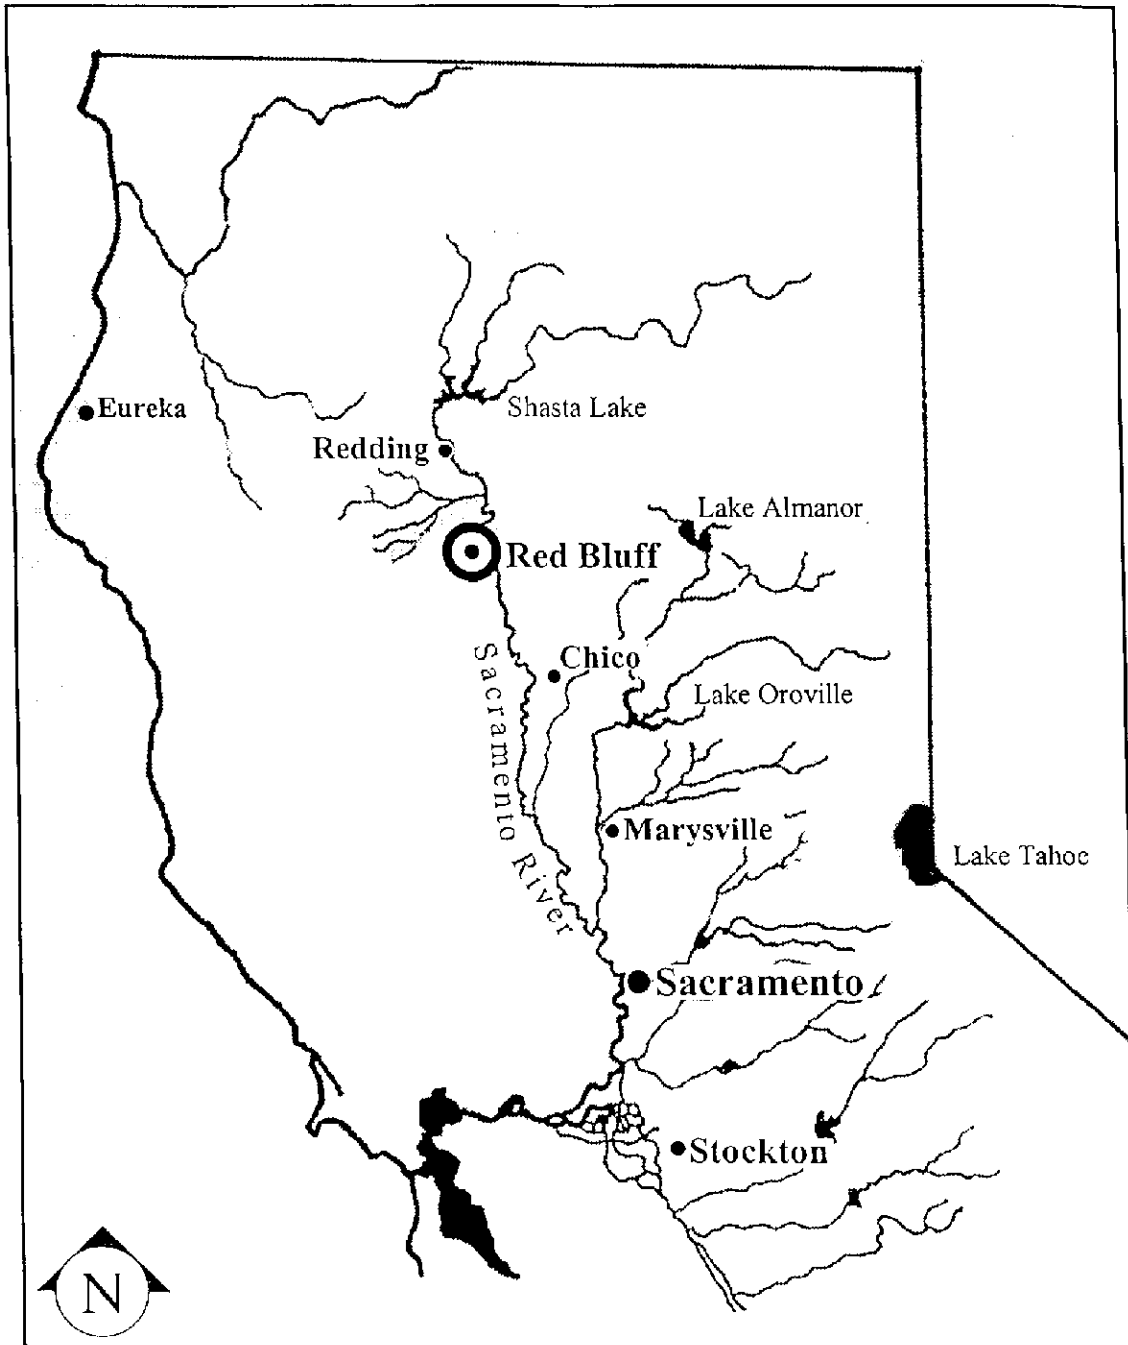 Eureka
Shasta Lake
Redding
Lake Almanor
Red Bluff
Chico
Sacramento River
Lake Oroville
Marysville
Lake Tahoe
Sacramento
Stockton
N